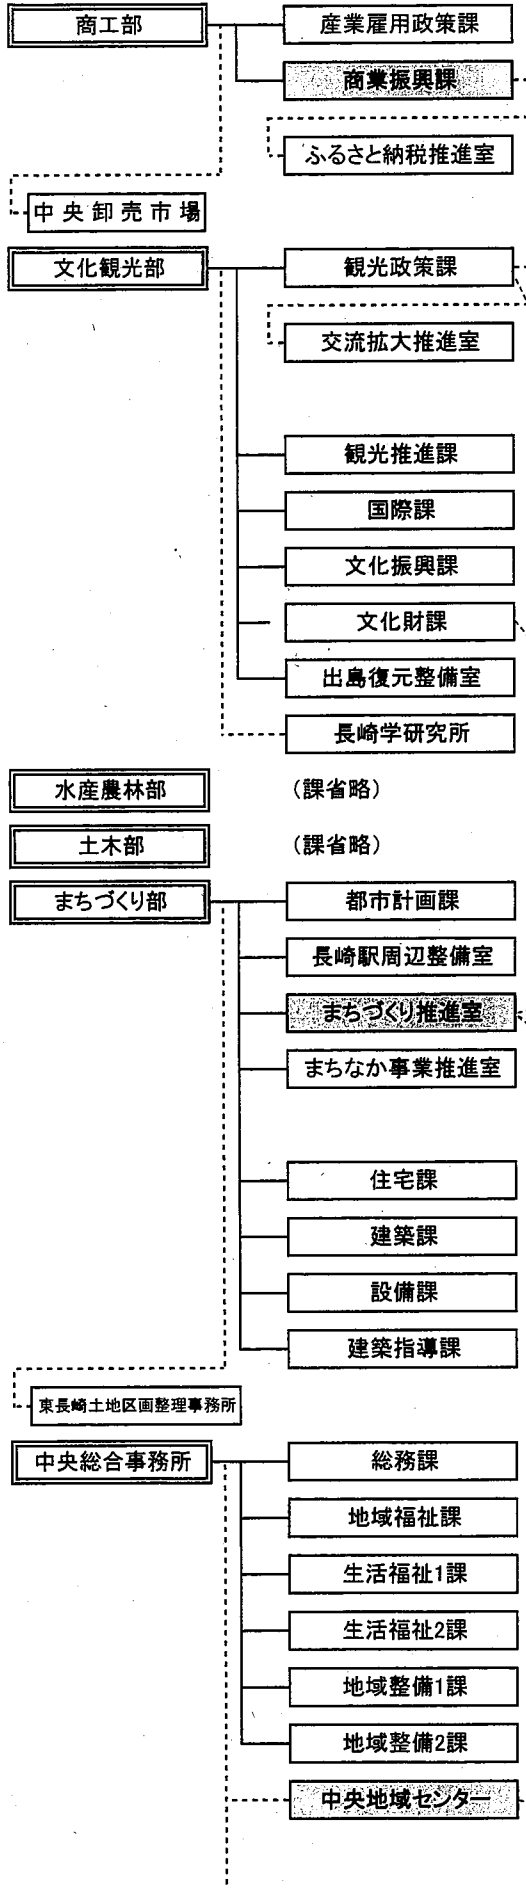 商工部
産業雇用政策課
商業振興課
ふるさと納税推進室
中央卸売市場
文化観光部
観光政策課
交流拡大推進室
観光推進課
国際課
文化振興課
文化財課
出島復元整備室
長崎学研究所
水産農林部
(課省略)
土木部
(課省略)
まちづくり部
都市計画課
長崎駅周辺整備室
まちづくり推進室
まちなか事業推進室
住宅課
建築課
設備課
建築指導課
東長崎土地区画整理事務所
中央総合事務所
総務課
地域福祉課
生活福祉1課
生活福祉2課
地域整備1課
地域整備2課
中央地域センター